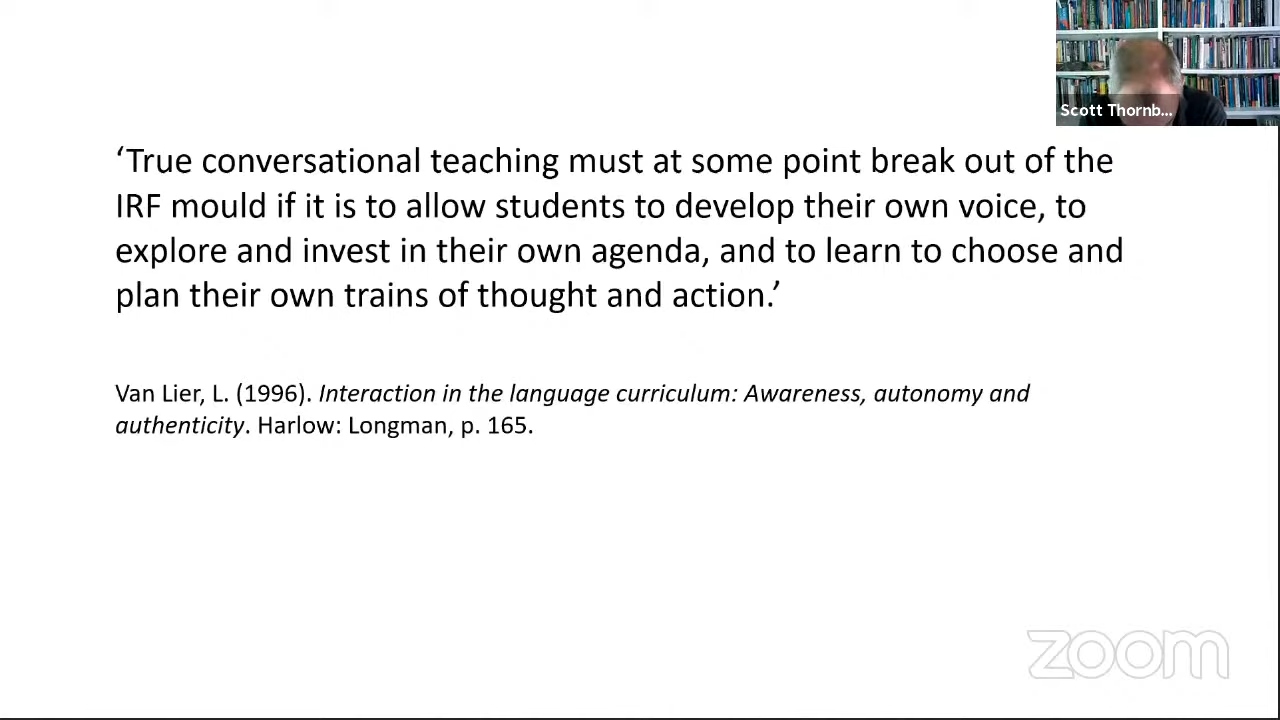 Scott Thornb...
‘True conversational teaching must at some point break out of the
IRF mould if it is to allow students to develop their own voice, to
explore and invest in their own agenda, and to learn to choose and
plan their own trains of thought and action.’
Van Lier, L. (1996). Interaction in the language curriculum: Awareness, autonomy and
authenticity. Harlow: Longman, p. 165.
zoom